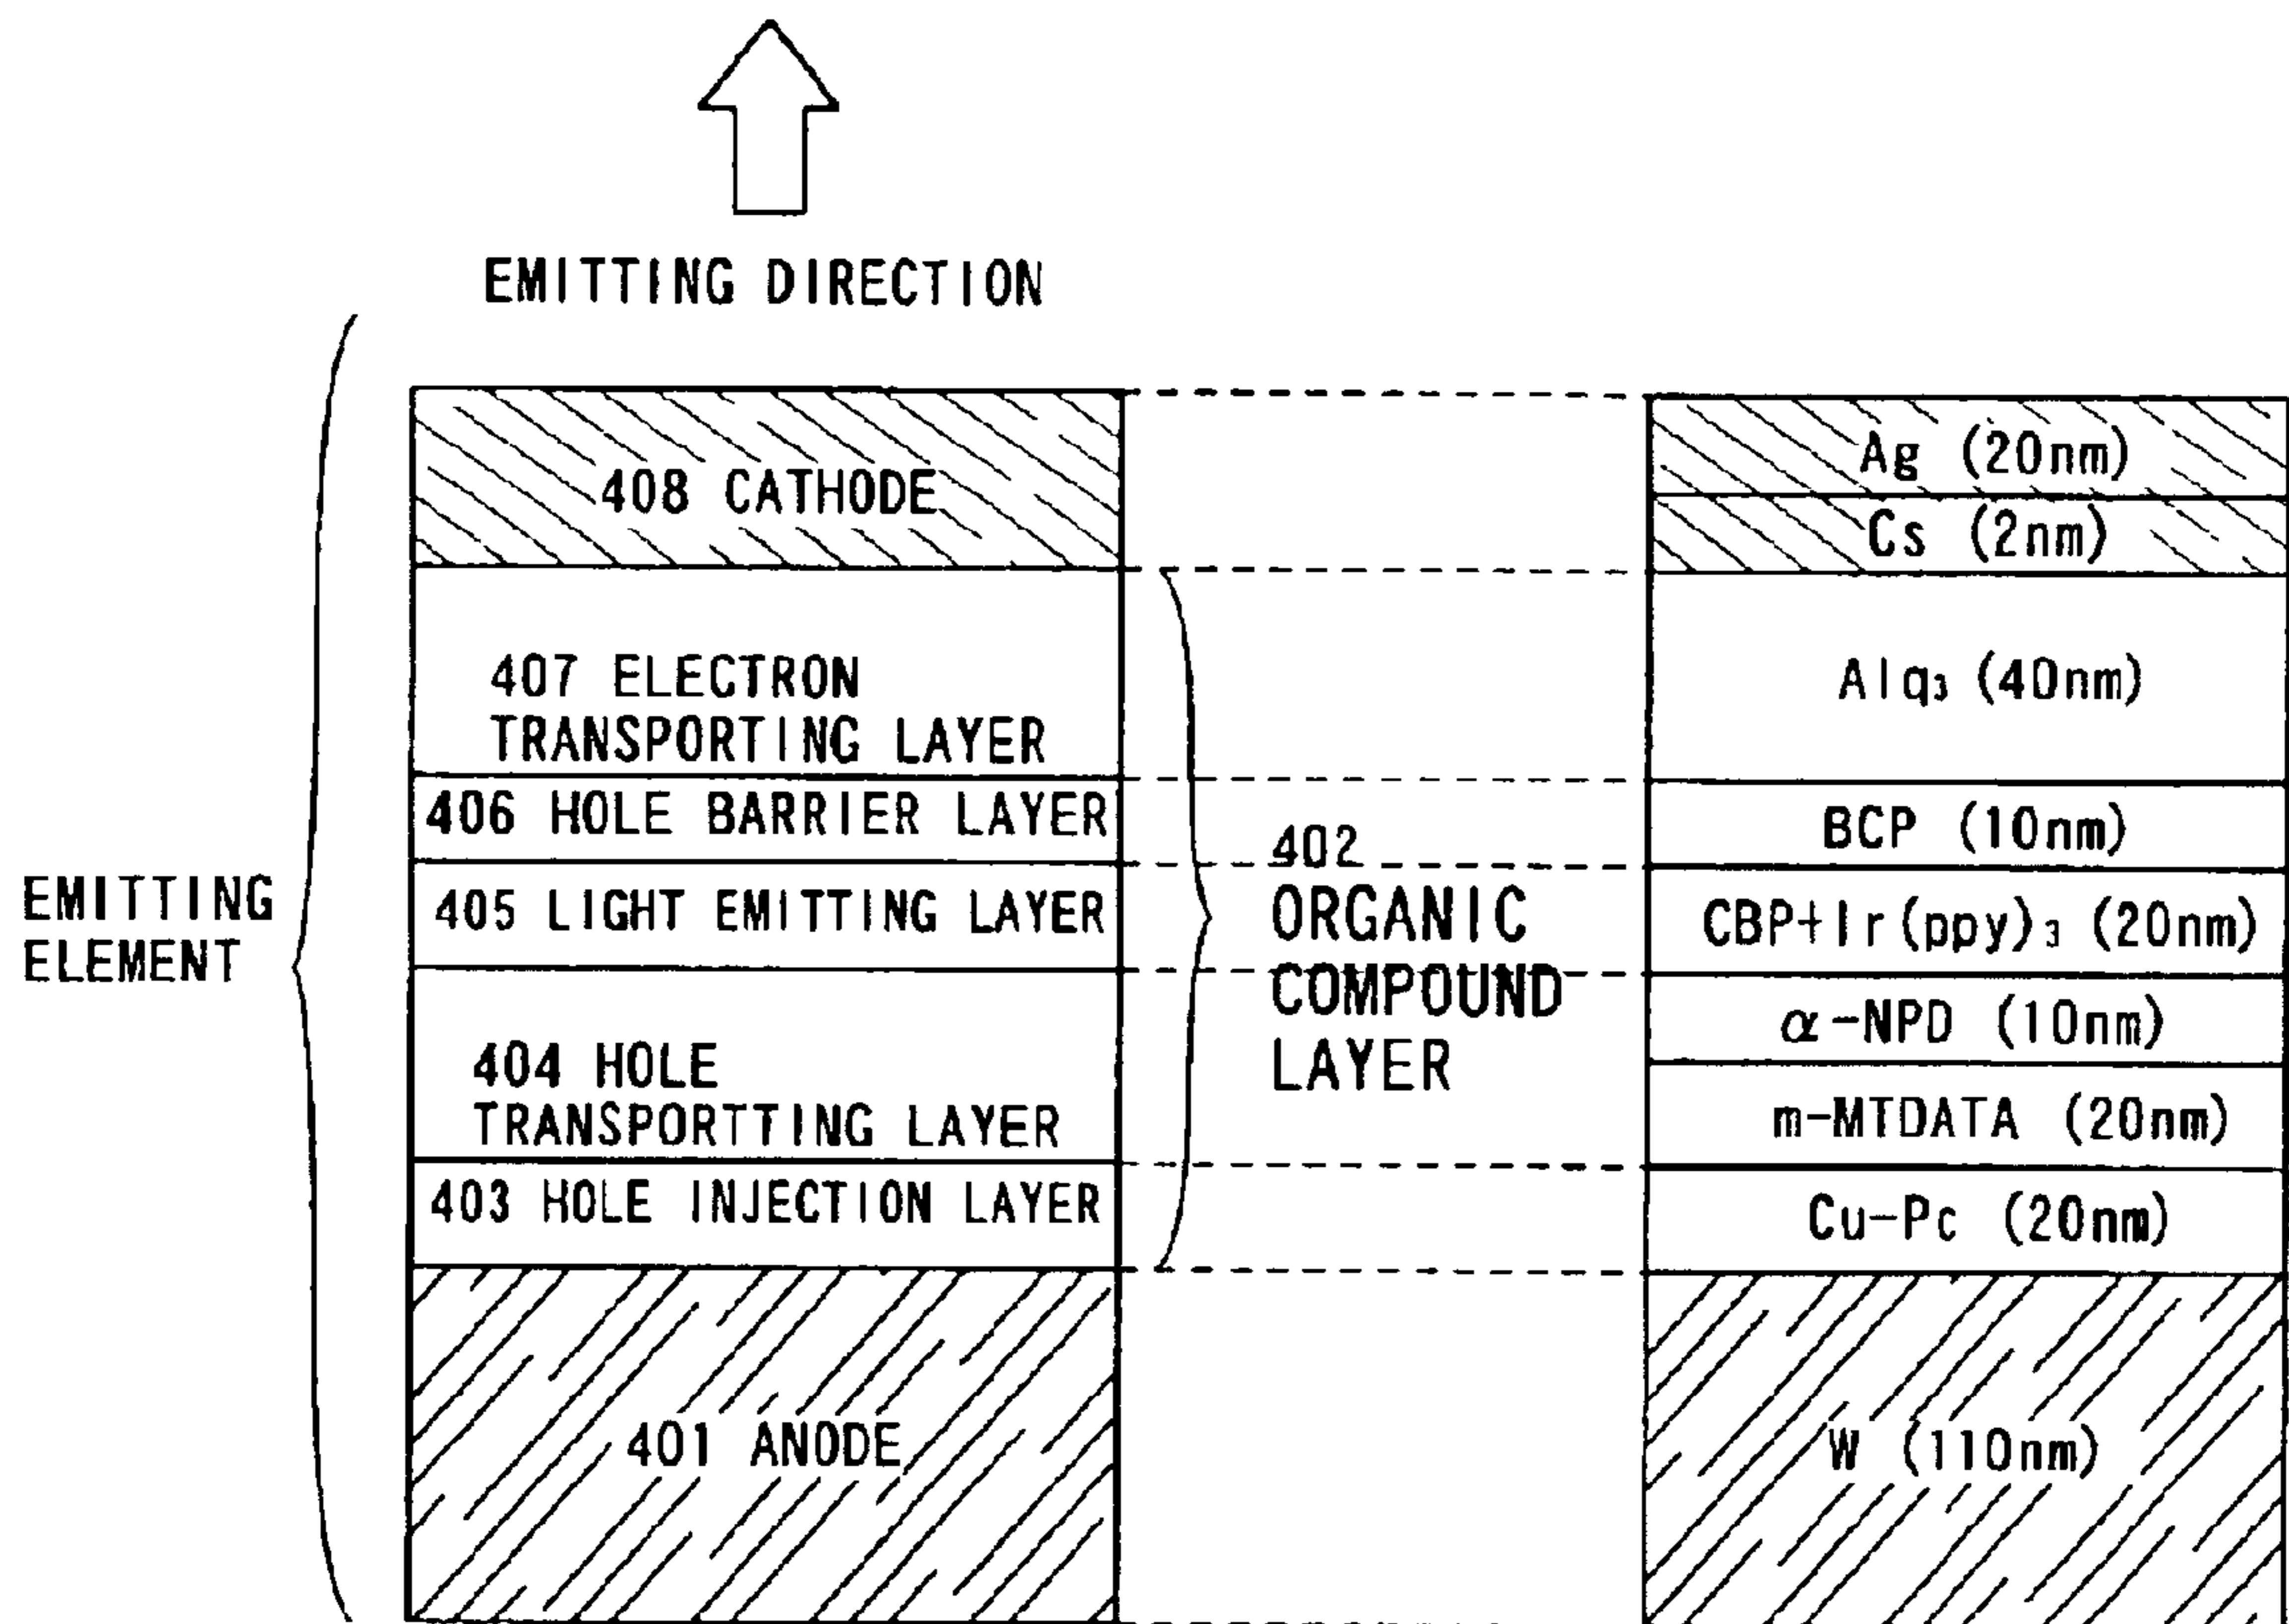 EMITTING DIRECTION
EMITTING
ELEMENT
408 CATHODE
407 ELECTRON
TRANSPORTING LAYER
406 HOLE BARRIER LAYER
405 LIGHT EMITTING LAYER
404 HOLE
TRANSPORTTING LAYER
403 HOLE INJECTION LAYER
401 ANODE
402
ORGANIC
COMPOUND
LAYER
Ag (20nm)
Cs (2nm)
Alq₃ (40nm)
BCP (10nm)
CBP+Ir(ppy)₃ (20nm)
α-NPD (10nm)
m-MTDATA (20nm)
Cu-Pc (20nm)
W (110nm)